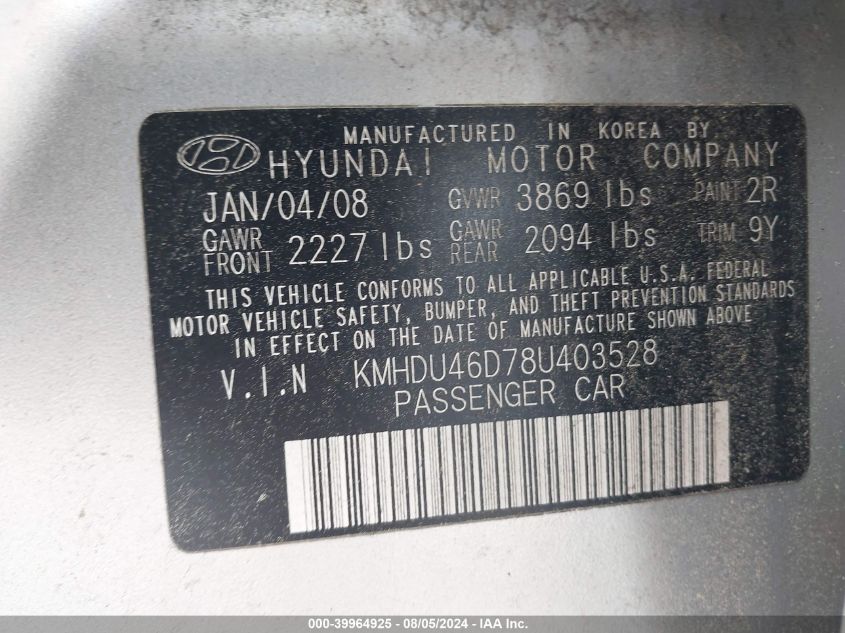 MANUFACTURED IN KOREA BY
HYUNDAI MOTOR COMPANY
JAN/04/08 GVWR 3869 lbs PAINT 2R
GAWR FRONT 2227 lbs GAWR REAR 2094 lbs TRIM 9Y
THIS VEHICLE CONFORMS TO ALL APPLICABLE U.S.A. FEDERAL
MOTOR VEHICLE SAFETY, BUMPER, AND THEFT PREVENTION STANDARDS
IN EFFECT ON THE DATE OF MANUFACTURE SHOWN ABOVE
V.I.N KMHDU46D78U403528
PASSENGER CAR
000-39964925 - 08/05/2024 - IAA Inc.